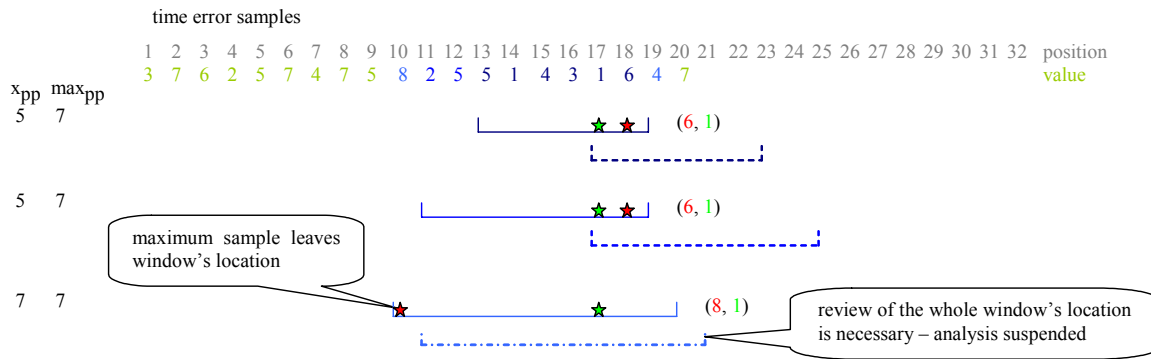 time error samples
1 2 3 4 5 6 7 8 9 10 11 12 13 14 15 16 17 18 19 20 21 22 23 24 25 26 27 28 29 30 31 32 position
3 7 6 2 5 7 4 7 5 8 2 5 5 1 4 3 1 6 4 7 value
xpp maxpp
5 7 (6, 1)
5 7 (6, 1)
maximum sample leaves
window's location
7 7 (8, 1)
review of the whole window's location
is necessary – analysis suspended